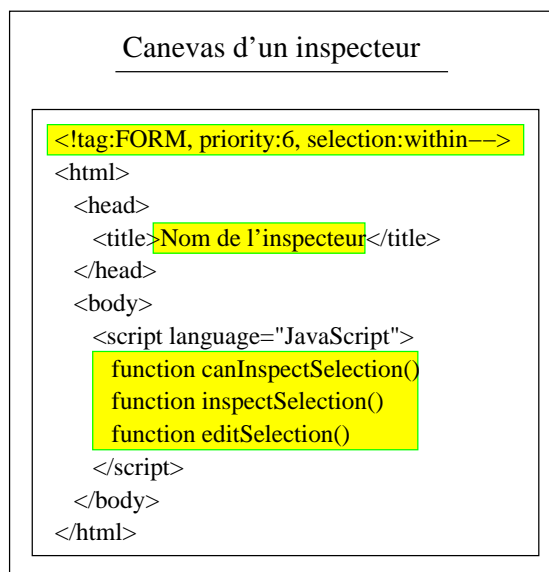 Canevas d’un inspecteur
<!tag:FORM, priority:6, selection:within−−>
<html>
<head>
<title>Nom de l’inspecteur</title>
</head>
<body>
<script language="JavaScript">
function canInspectSelection()
function inspectSelection()
function editSelection()
</script>
</body>
</html>